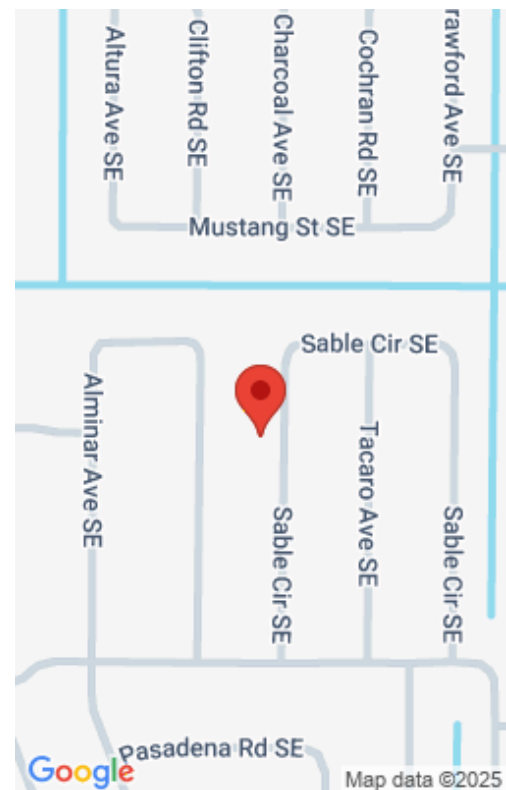 Altura Ave SE
Clifton Rd SE
Charcoal Ave SE
Cochran Rd SE
rawford Ave SE
Mustang St SE
Sable Cir SE
Alminar Ave SE
Sable Cir SE
Tacaro Ave SE
Sable Cir SE
Pasadena Rd SE
Google
Map data ©2025